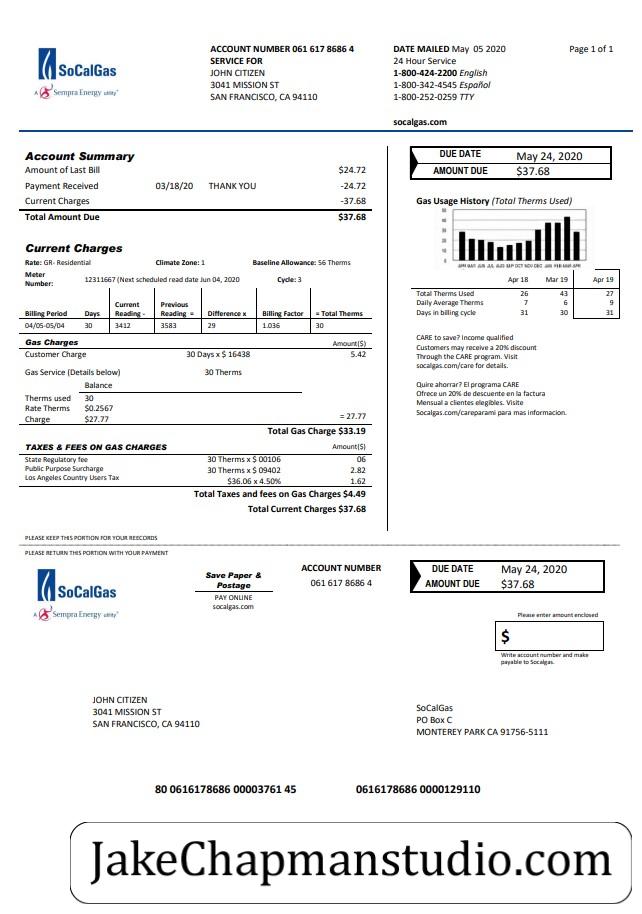 SoCalGas
A Sempra Energy utility®
ACCOUNT NUMBER 061 617 8686 4
SERVICE FOR
JOHN CITIZEN
3041 MISSION ST
SAN FRANCISCO, CA 94110
DATE MAILED May 05 2020
24 Hour Service
1-800-424-2200 English
1-800-342-4545 Español
1-800-252-0259 TTY
socalgas.com
Page 1 of 1
Account Summary
Amount of Last Bill $24.72
Payment Received 03/18/20 THANK YOU -24.72
Current Charges -37.68
Total Amount Due $37.68
DUE DATE May 24, 2020
AMOUNT DUE $37.68
Gas Usage History (Total Therms Used)
50
40
30
20
10
0
APR MAY JUN JUL AUG SEP OCT NOV DEC JAN FEB MAR APR
Apr 18 Mar 19 Apr 19
Total Therms Used 26 43 27
Daily Average Therms 7 6 9
Days in billing cycle 31 30 31
CARE to save? Income qualified
Customers may receive a 20% discount
Through the CARE program. Visit
socalgas.com/care for details.
Quire ahorrar? El programa CARE
Ofrece un 20% de descuente en la factura
Mensual a clientes elegibles. Visite
Socalgas.com/careparami para mas informacion.
Current Charges
Rate: GR- Residential Climate Zone: 1 Baseline Allowance: 56 Therms
Meter Number: 12311667 (Next scheduled read date Jun 04, 2020 Cycle: 3
Billing Period Days Current Reading - Previous Reading = Difference x Billing Factor = Total Therms
04/05-05/04 30 3412 3583 29 1.036 30
Gas Charges Amount($)
Customer Charge 30 Days x $ 16438 5.42
Gas Service (Details below) 30 Therms
Balance
Therms used 30
Rate Therms $0.2567
Charge $27.77 = 27.77
Total Gas Charge $33.19
TAXES & FEES ON GAS CHARGES Amount($)
State Regulatory fee 30 Therms x $ 00106 06
Public Purpose Surcharge 30 Therms x $ 09402 2.82
Los Angeles Country Users Tax $36.06 x 4.50% 1.62
Total Taxes and fees on Gas Charges $4.49
Total Current Charges $37.68
PLEASE KEEP THIS PORTION FOR YOUR REECORDS
PLEASE RETURN THIS PORTION WITH YOUR PAYMENT
SoCalGas
A Sempra Energy utility®
Save Paper &
Postage
PAY ONLINE
socalgas.com
ACCOUNT NUMBER
061 617 8686 4
DUE DATE May 24, 2020
AMOUNT DUE $37.68
Please enter amount enclosed
$
Write account number and make
payable to Socalgas.
JOHN CITIZEN
3041 MISSION ST
SAN FRANCISCO, CA 94110
SoCalGas
PO Box C
MONTEREY PARK CA 91756-5111
80 0616178686 00003761 45 0616178686 0000129110
JakeChapmanstudio.com